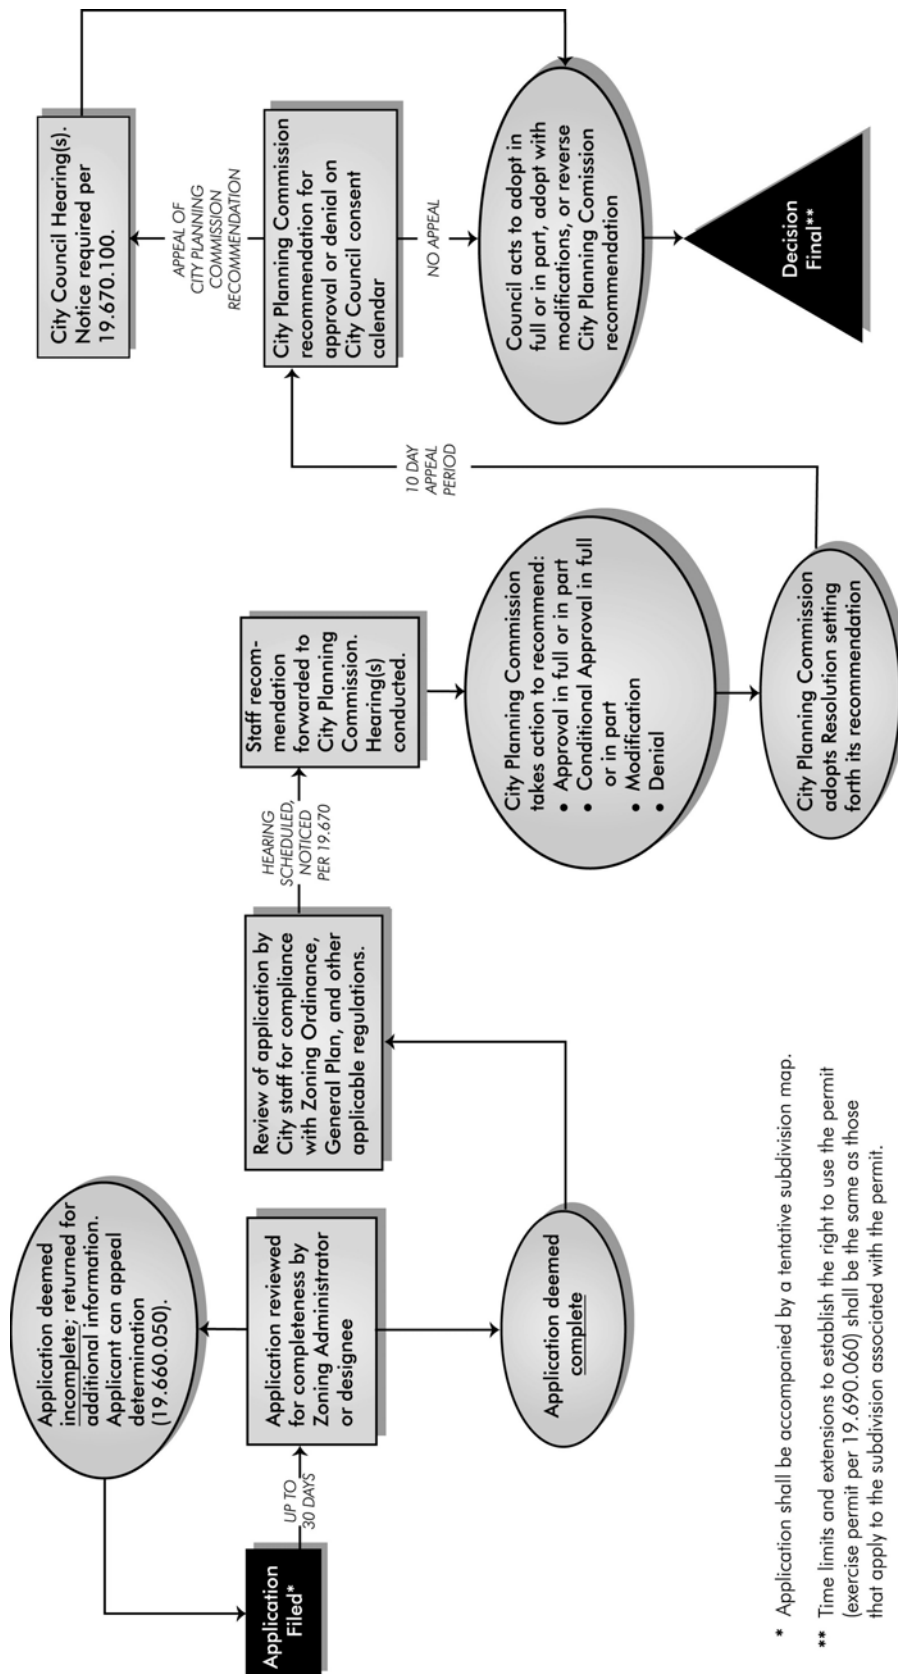 Application
Filed*
UP TO
30 DAYS
Application deemed
incomplete; returned for
additional information.
Applicant can appeal
determination
(19.660.050).
Application reviewed
for completeness by
Zoning Administrator
or designee
Application deemed
complete
Review of application by
City staff for compliance
with Zoning Ordinance,
General Plan, and other
applicable regulations.
HEARING
SCHEDULED,
NOTICED
PER 19.670
Staff recom-
mendation
forwarded to
City Planning
Commission.
Hearing(s)
conducted.
City Planning Commission
takes action to recommend:
• Approval in full or in part
• Conditional Approval in full
or in part
• Modification
• Denial
City Planning Commission
adopts Resolution setting
forth its recommendation
10 DAY
APPEAL
PERIOD
City Council Hearing(s).
Notice required per
19.670.100.
APPEAL OF
CITY PLANNING
COMMISSION
RECOMMENDATION
City Planning Commission
recommendation for
approval or denial on
City Council consent
calendar
NO APPEAL
Council acts to adopt in
full or in part, adopt with
modifications, or reverse
City Planning Comission
recommendation
Decision
Final**
* Application shall be accompanied by a tentative subdivision map.
** Time limits and extensions to establish the right to use the permit
(exercise permit per 19.690.060) shall be the same as those
that apply to the subdivision associated with the permit.